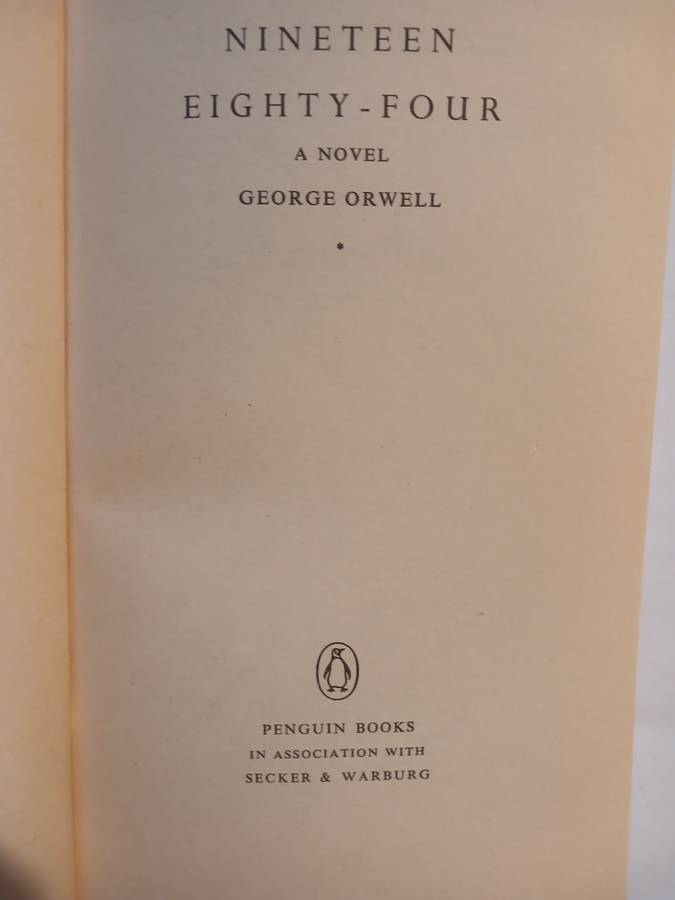 NINETEEN
EIGHTY-FOUR
A NOVEL
GEORGE ORWELL
*
PENGUIN BOOKS
IN ASSOCIATION WITH
SECKER & WARBURG